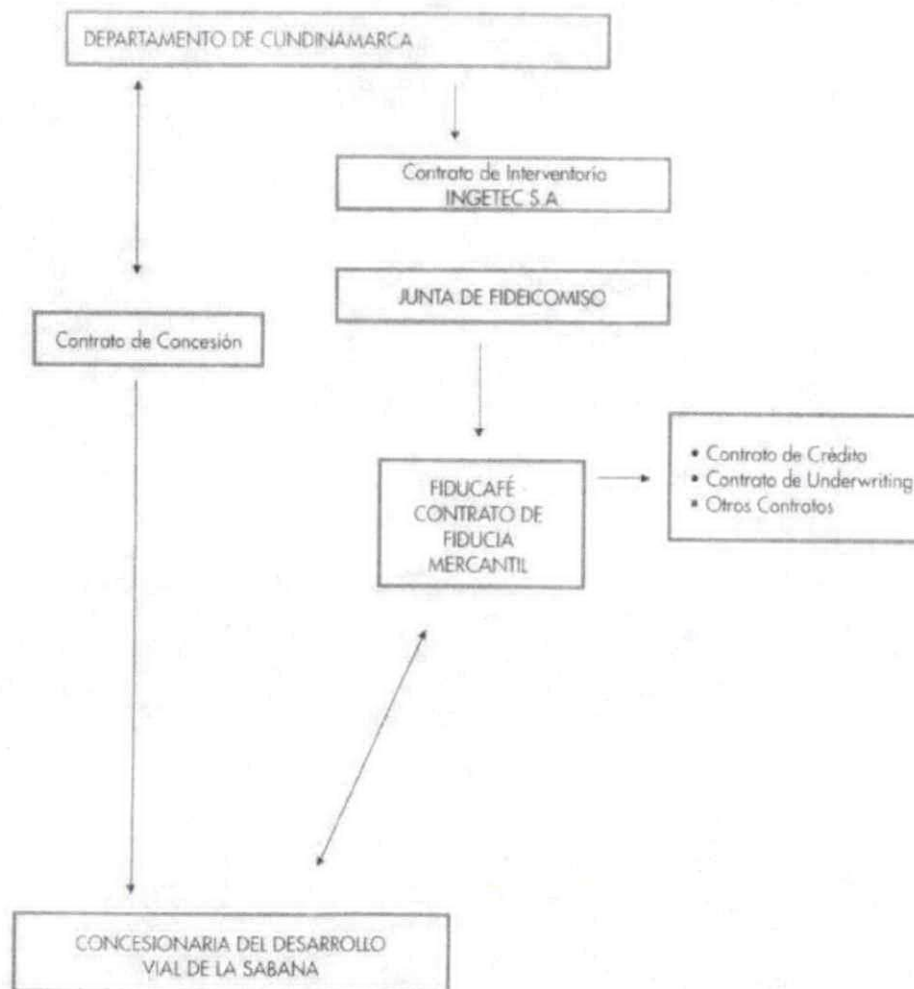 DEPARTAMENTO DE CUNDINAMARCA
Contrato de Interventoría
INGETEC S.A.
JUNTA DE FIDEICOMISO
Contrato de Concesión
• Contrato de Crédito
• Contrato de Underwriting
• Otros Contratos
FIDUCAFÉ -
CONTRATO DE
FIDUCIA
MERCANTIL
CONCESIONARIA DEL DESARROLLO
VIAL DE LA SABANA